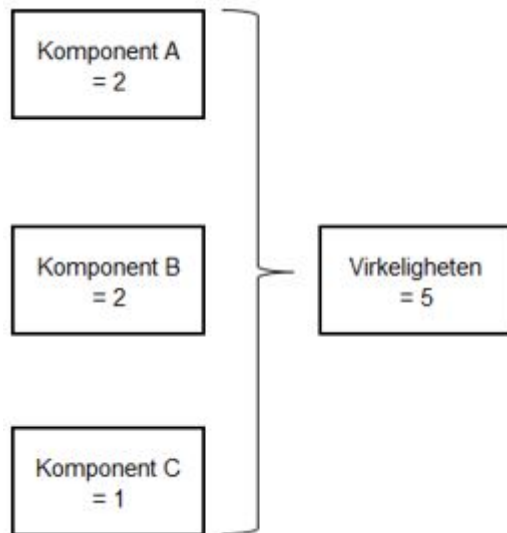 Komponent A
= 2
Komponent B
= 2
Virkeligheten
= 5
Komponent C
= 1